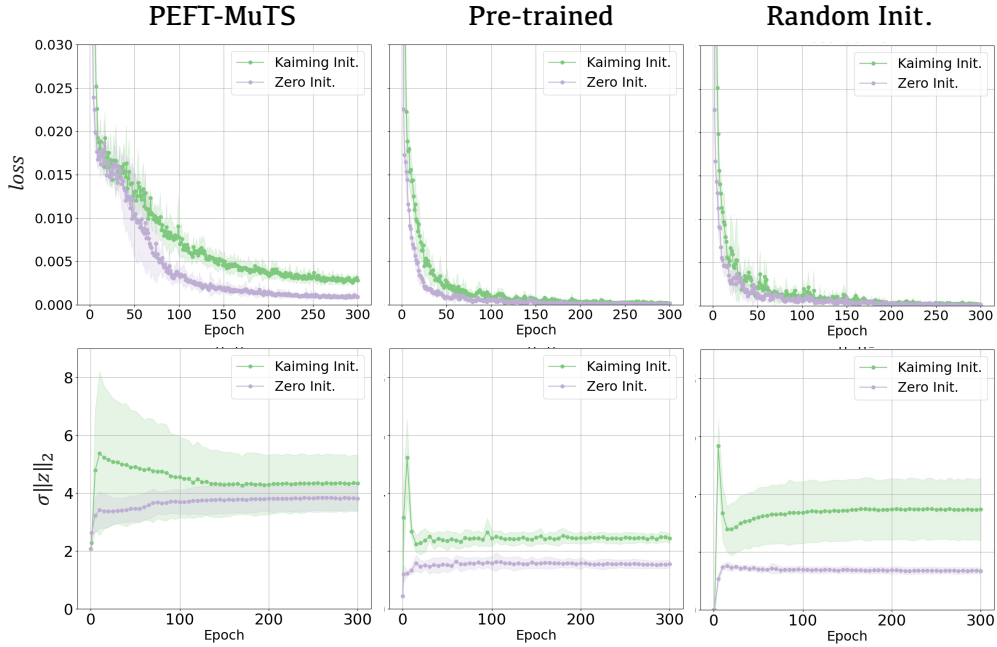 PEFT-MuTS Pre-trained Random Init.
loss
0.030
0.025
0.020
0.015
0.010
0.005
0.000
Kaiming Init.
Zero Init.
0 50 100 150 200 250 300
Epoch
Kaiming Init.
Zero Init.
0 50 100 150 200 250 300
Epoch
Kaiming Init.
Zero Init.
0 50 100 150 200 250 300
Epoch
σ||z||₂
8
6
4
2
0
Kaiming Init.
Zero Init.
0 100 200 300
Epoch
Kaiming Init.
Zero Init.
0 100 200 300
Epoch
Kaiming Init.
Zero Init.
0 100 200 300
Epoch